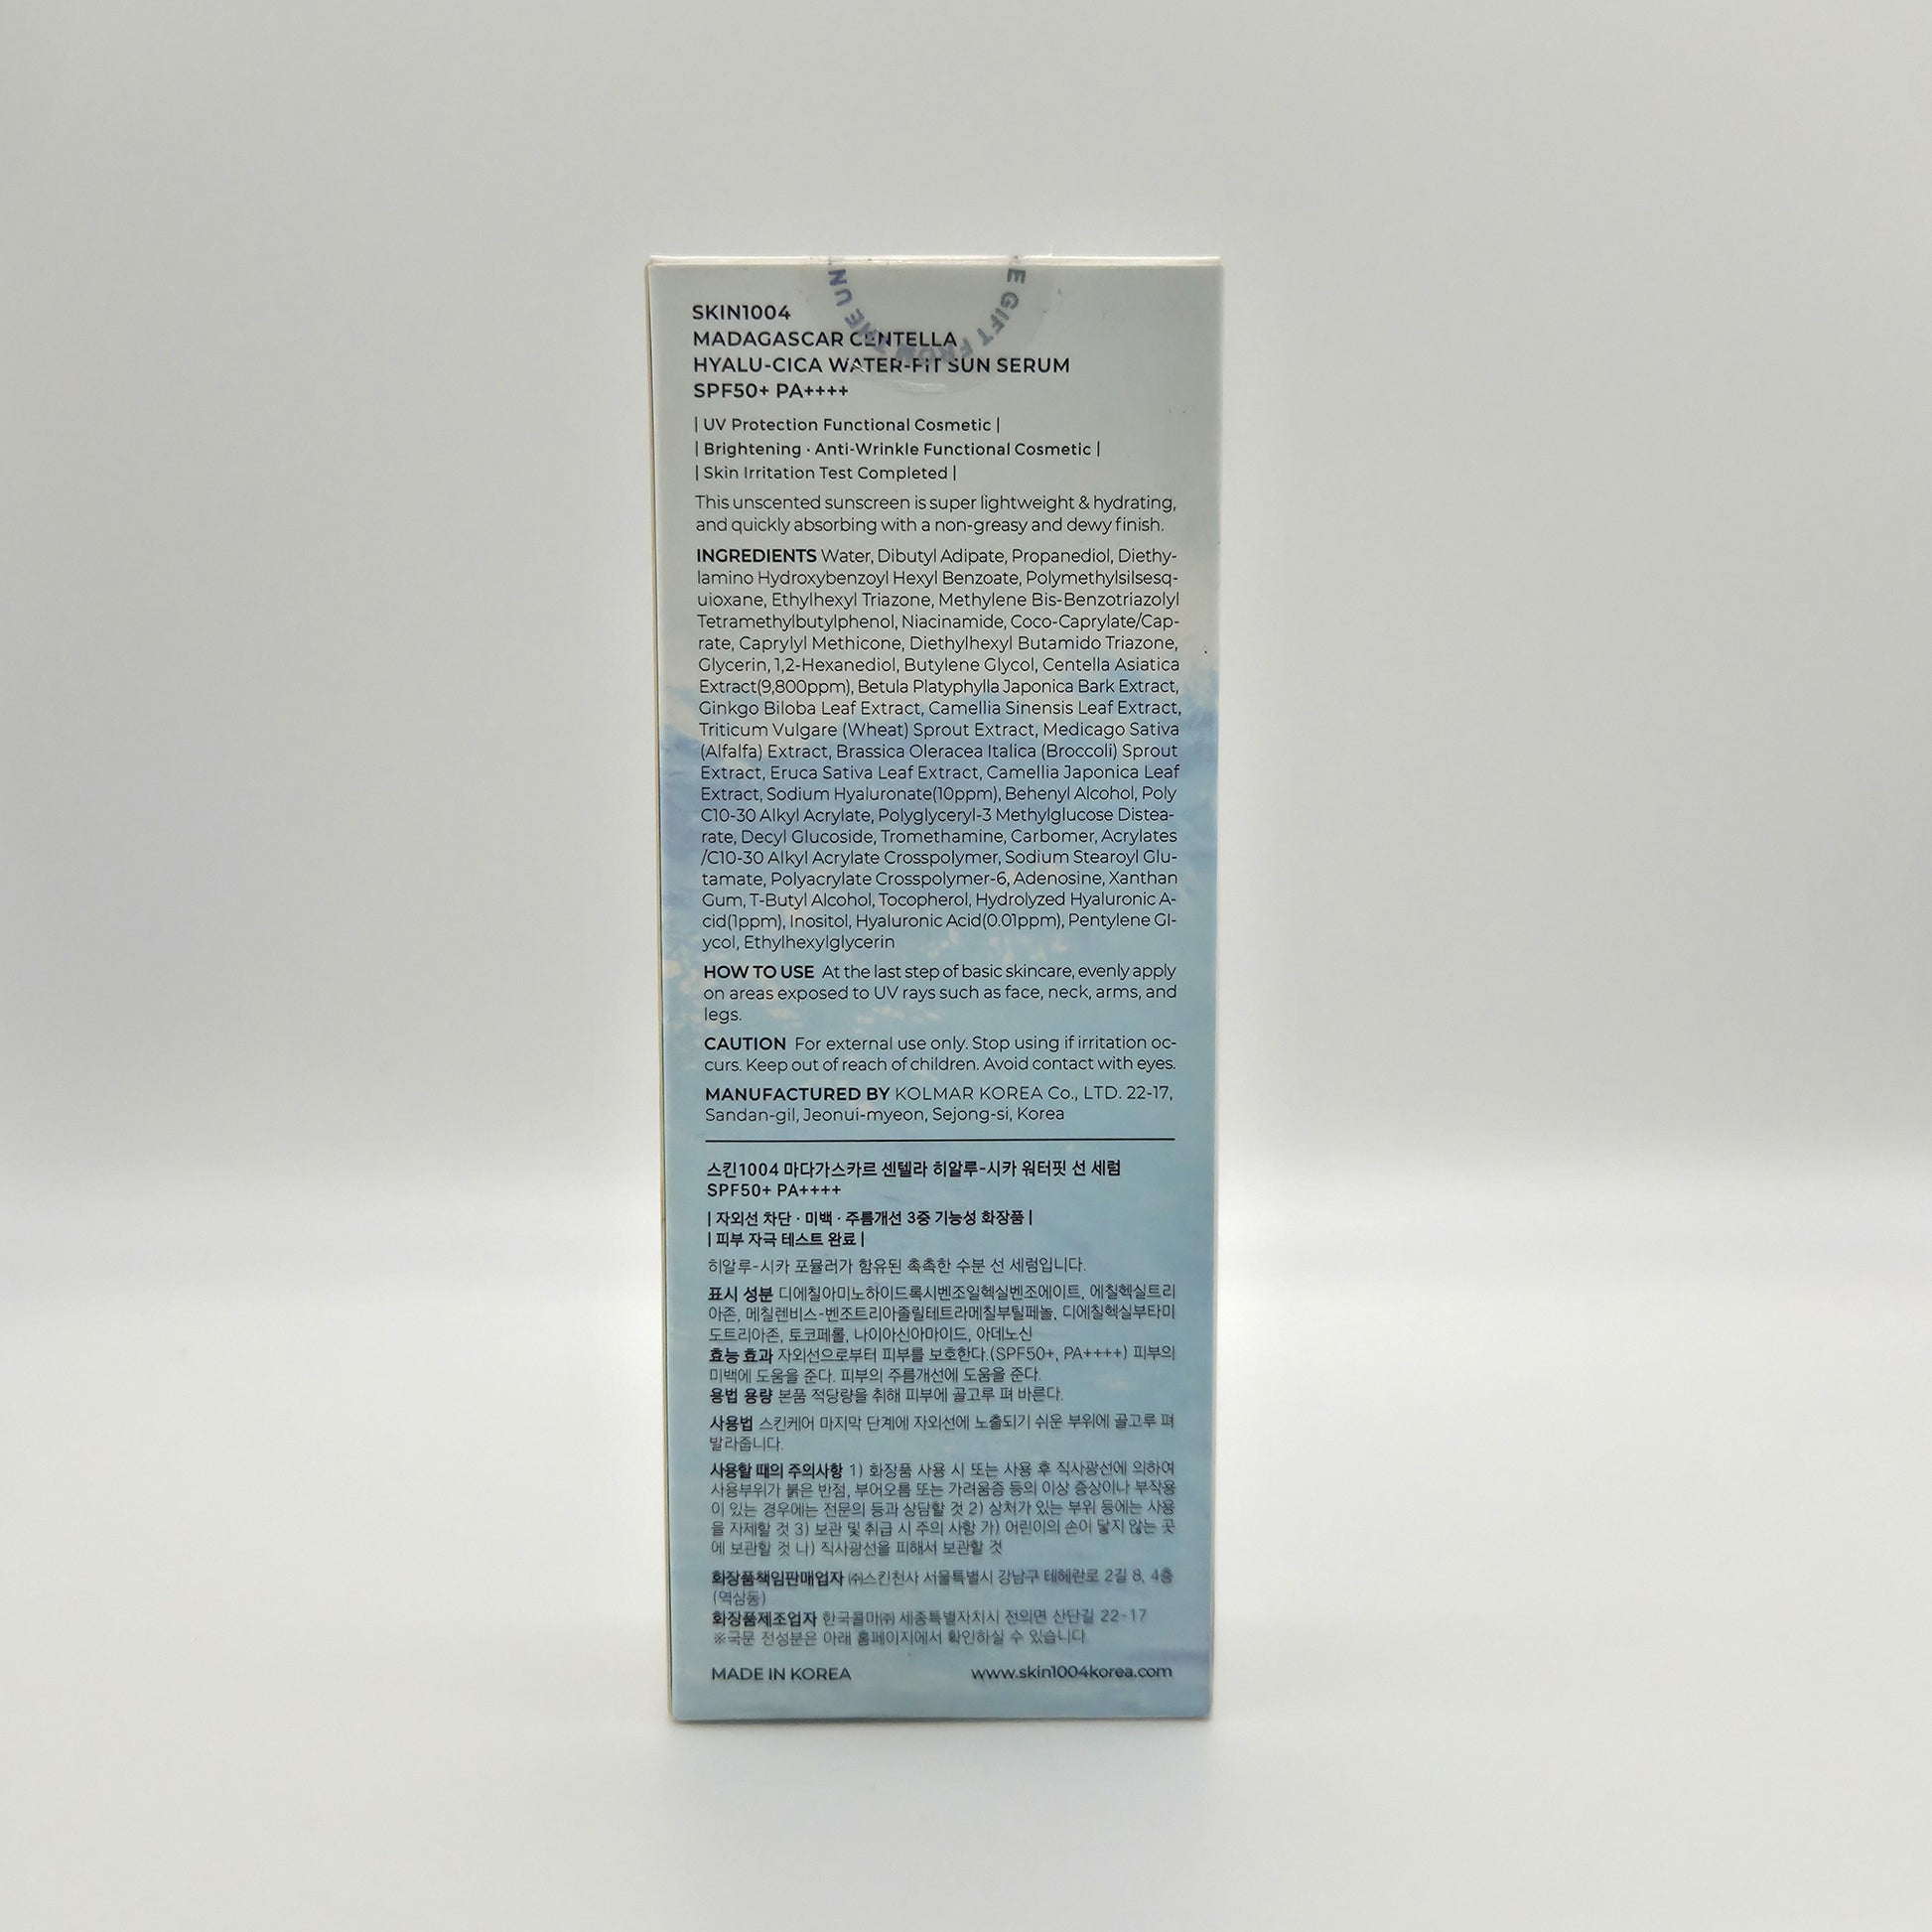 E GIFT FROM THE UN
SKIN1004
MADAGASCAR CENTELLA
HYALU-CICA WATER-FIT SUN SERUM
SPF50+ PA++++
| UV Protection Functional Cosmetic |
| Brightening · Anti-Wrinkle Functional Cosmetic |
| Skin Irritation Test Completed |
This unscented sunscreen is super lightweight & hydrating,
and quickly absorbing with a non-greasy and dewy finish.
INGREDIENTS Water, Dibutyl Adipate, Propanediol, Diethy-
lamino Hydroxybenzoyl Hexyl Benzoate, Polymethylsilsesq-
uioxane, Ethylhexyl Triazone, Methylene Bis-Benzotriazolyl
Tetramethylbutylphenol, Niacinamide, Coco-Caprylate/Cap-
rate, Caprylyl Methicone, Diethylhexyl Butamido Triazone,
Glycerin, 1,2-Hexanediol, Butylene Glycol, Centella Asiatica
Extract(9,800ppm), Betula Platyphylla Japonica Bark Extract,
Ginkgo Biloba Leaf Extract, Camellia Sinensis Leaf Extract,
Triticum Vulgare (Wheat) Sprout Extract, Medicago Sativa
(Alfalfa) Extract, Brassica Oleracea Italica (Broccoli) Sprout
Extract, Eruca Sativa Leaf Extract, Camellia Japonica Leaf
Extract, Sodium Hyaluronate(10ppm), Behenyl Alcohol, Poly
C10-30 Alkyl Acrylate, Polyglyceryl-3 Methylglucose Distea-
rate, Decyl Glucoside, Tromethamine, Carbomer, Acrylates
/C10-30 Alkyl Acrylate Crosspolymer, Sodium Stearoyl Glu-
tamate, Polyacrylate Crosspolymer-6, Adenosine, Xanthan
Gum, T-Butyl Alcohol, Tocopherol, Hydrolyzed Hyaluronic A-
cid(1ppm), Inositol, Hyaluronic Acid(0.01ppm), Pentylene Gl-
ycol, Ethylhexylglycerin
HOW TO USE At the last step of basic skincare, evenly apply
on areas exposed to UV rays such as face, neck, arms, and
legs.
CAUTION For external use only. Stop using if irritation oc-
curs. Keep out of reach of children. Avoid contact with eyes.
MANUFACTURED BY KOLMAR KOREA Co., LTD. 22-17,
Sandan-gil, Jeonui-myeon, Sejong-si, Korea
스킨1004 마다가스카르 센텔라 히알루-시카 워터핏 선 세럼
SPF50+ PA++++
| 자외선 차단 · 미백 · 주름개선 3중 기능성 화장품 |
| 피부 자극 테스트 완료 |
히알루-시카 포뮬러가 함유된 촉촉한 수분 선 세럼입니다.
표시 성분 디에칠아미노하이드록시벤조일헥실벤조에이트, 에칠헥실트리
아존, 메칠렌비스-벤조트리아졸릴테트라메칠부틸페놀, 디에칠헥실부타미
도트리아존, 토코페롤, 나이아신아마이드, 아데노신
효능 효과 자외선으로부터 피부를 보호한다.(SPF50+, PA++++) 피부의
미백에 도움을 준다. 피부의 주름개선에 도움을 준다.
용법 용량 본품 적당량을 취해 피부에 골고루 펴 바른다.
사용법 스킨케어 마지막 단계에 자외선에 노출되기 쉬운 부위에 골고루 펴
발라줍니다.
사용할 때의 주의사항 1) 화장품 사용 시 또는 사용 후 직사광선에 의하여
사용부위가 붉은 반점, 부어오름 또는 가려움증 등의 이상 증상이나 부작용
이 있는 경우에는 전문의 등과 상담할 것 2) 상처가 있는 부위 등에는 사용
을 자제할 것 3) 보관 및 취급 시 주의 사항 가) 어린이의 손이 닿지 않는 곳
에 보관할 것 나) 직사광선을 피해서 보관할 것
화장품책임판매업자 ㈜스킨천사 서울특별시 강남구 테헤란로 2길 8, 4층
(역삼동)
화장품제조업자 한국콜마㈜ 세종특별자치시 전의면 산단길 22-17
※국문 전성분은 아래 홈페이지에서 확인하실 수 있습니다.
MADE IN KOREA
www.skin1004korea.com